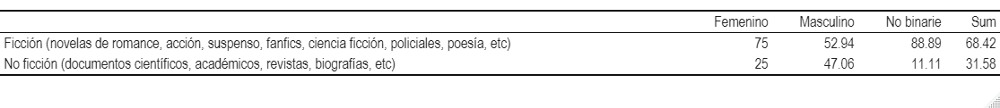 Femenino Masculino No binarie Sum
Ficción (novelas de romance, acción, suspenso, fanfics, ciencia ficción, policiales, poesía, etc) 75 52.94 88.89 68.42
No ficción (documentos científicos, académicos, revistas, biografías, etc) 25 47.06 11.11 31.58